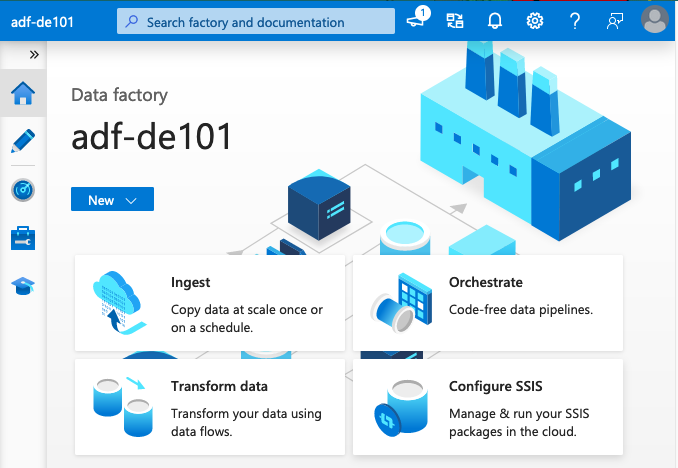 adf-de101
Search factory and documentation
1
Data factory
adf-de101
New
Ingest
Copy data at scale once or
on a schedule.
Orchestrate
Code-free data pipelines.
Transform data
Transform your data using
data flows.
Configure SSIS
Manage & run your SSIS
packages in the cloud.